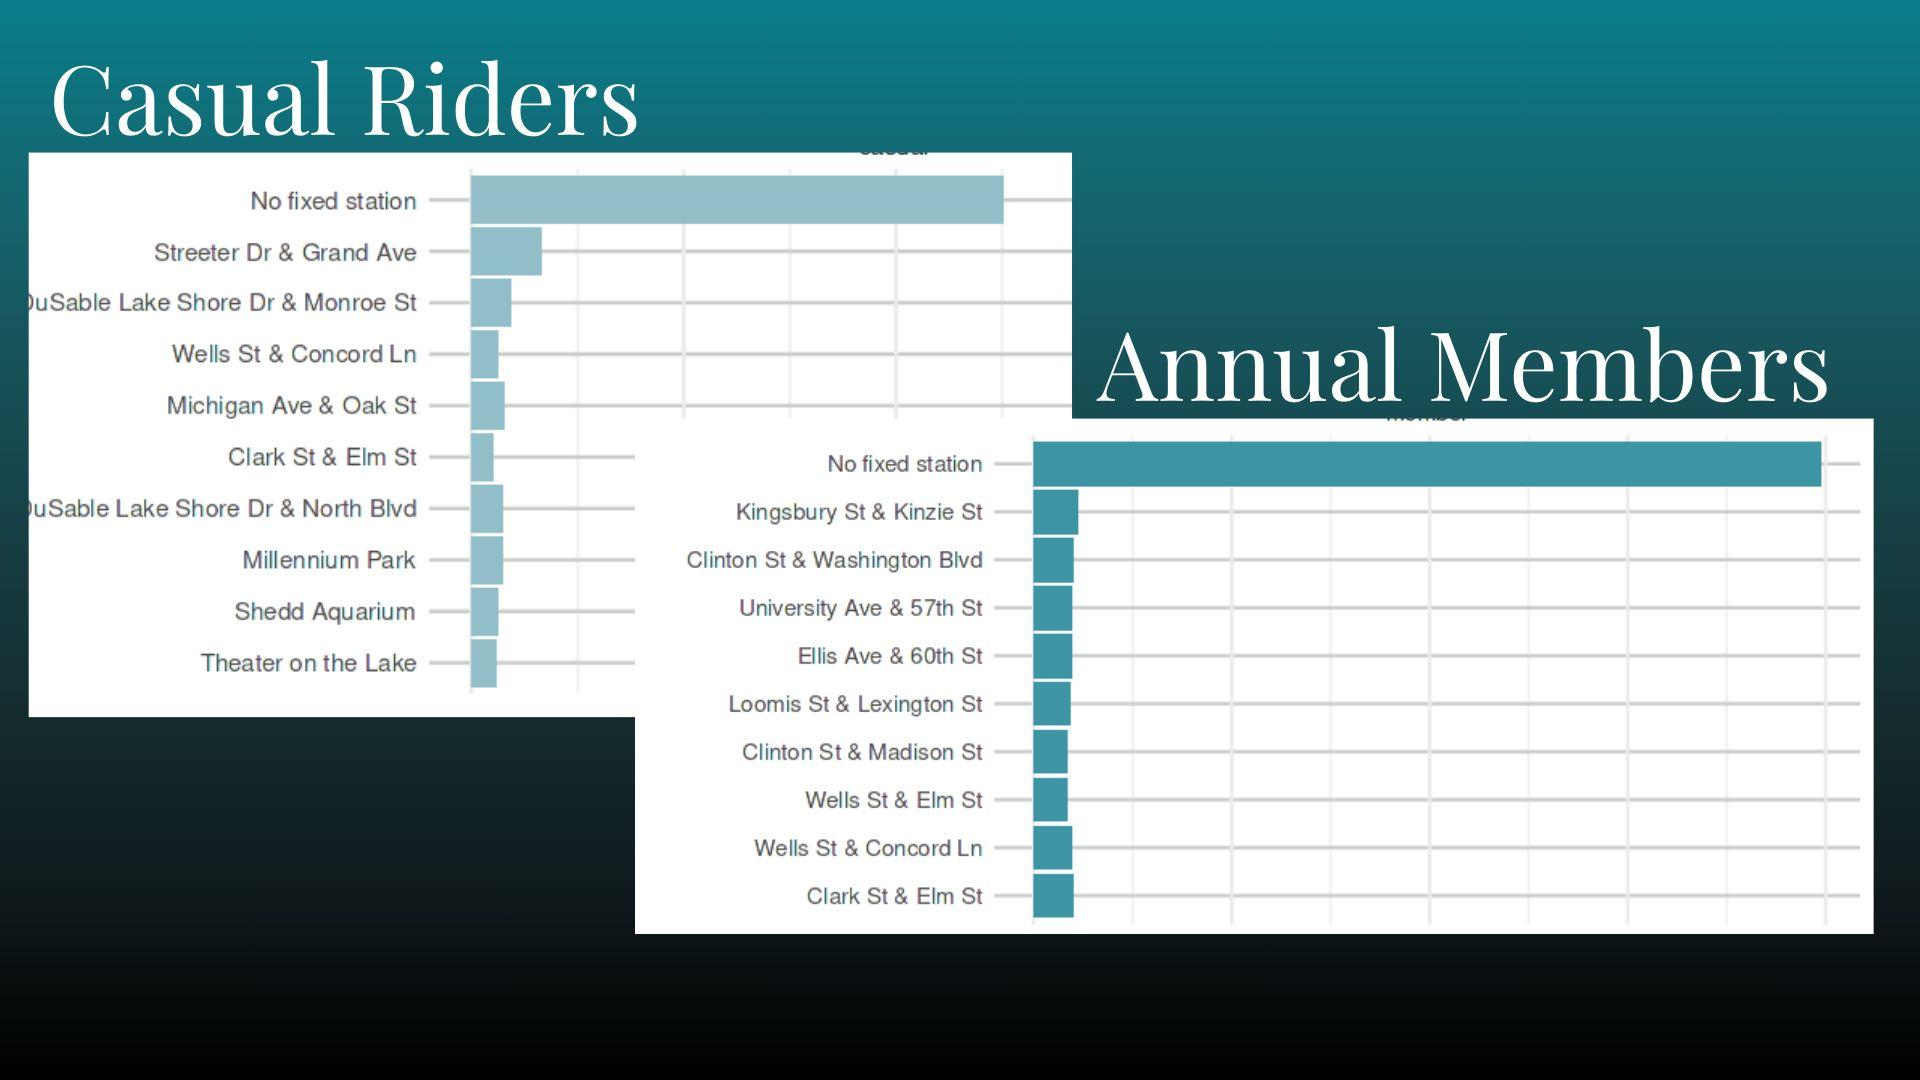 Casual Riders
No fixed station
Streeter Dr & Grand Ave
DuSable Lake Shore Dr & Monroe St
Wells St & Concord Ln
Michigan Ave & Oak St
Clark St & Elm St
DuSable Lake Shore Dr & North Blvd
Millennium Park
Shedd Aquarium
Theater on the Lake
Annual Members
No fixed station
Kingsbury St & Kinzie St
Clinton St & Washington Blvd
University Ave & 57th St
Ellis Ave & 60th St
Loomis St & Lexington St
Clinton St & Madison St
Wells St & Elm St
Wells St & Concord Ln
Clark St & Elm St